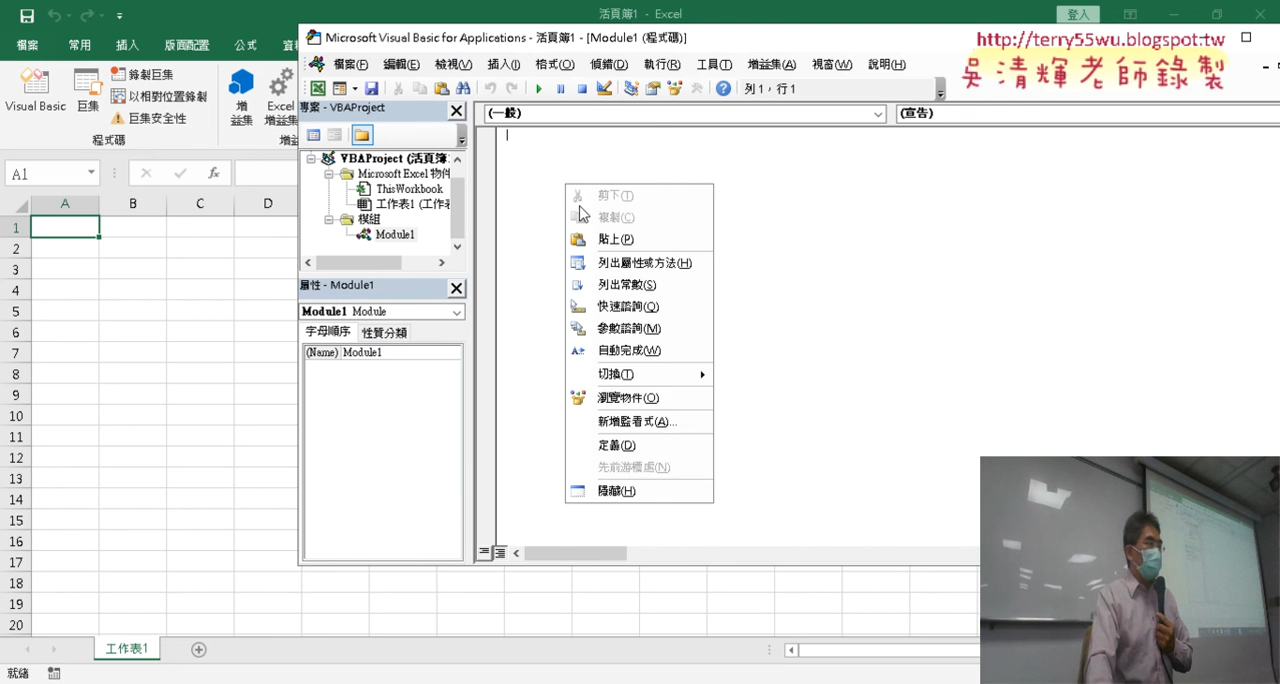 活頁簿1 - Excel
登入
檔案 常用 插入 版面配置 公式
Visual Basic 巨集 錄製巨集 以相對位置錄製 巨集安全性 增益集 Excel 增益集
程式碼
A1 fx
A B C D
1
2
3
4
5
6
7
8
9
10
11
12
13
14
15
16
17
18
19
20
工作表1
就緒
Microsoft Visual Basic for Applications - 活頁簿1 - [Module1 (程式碼)]
檔案(F) 編輯(E) 檢視(V) 插入(I) 格式(O) 偵錯(D) 執行(R) 工具(T) 增益集(A) 視窗(W) 說明(H)
列 1，行 1
專案 - VBAProject
VBAProject (活頁簿
Microsoft Excel 物件
ThisWorkbook
工作表1 (工作表
模組
Module1
屬性 - Module1
Module1 Module
字母順序 性質分類
(Name) Module1
(一般) (宣告)
剪下(T)
複製(C)
貼上(P)
列出屬性或方法(H)
列出常數(S)
快速諮詢(Q)
參數諮詢(M)
自動完成(W)
切換(T)
瀏覽物件(O)
新增監看式(A)...
定義(D)
先前游標處(N)
隱藏(H)
http://terry55wu.blogspot.tw
吳清輝老師錄製